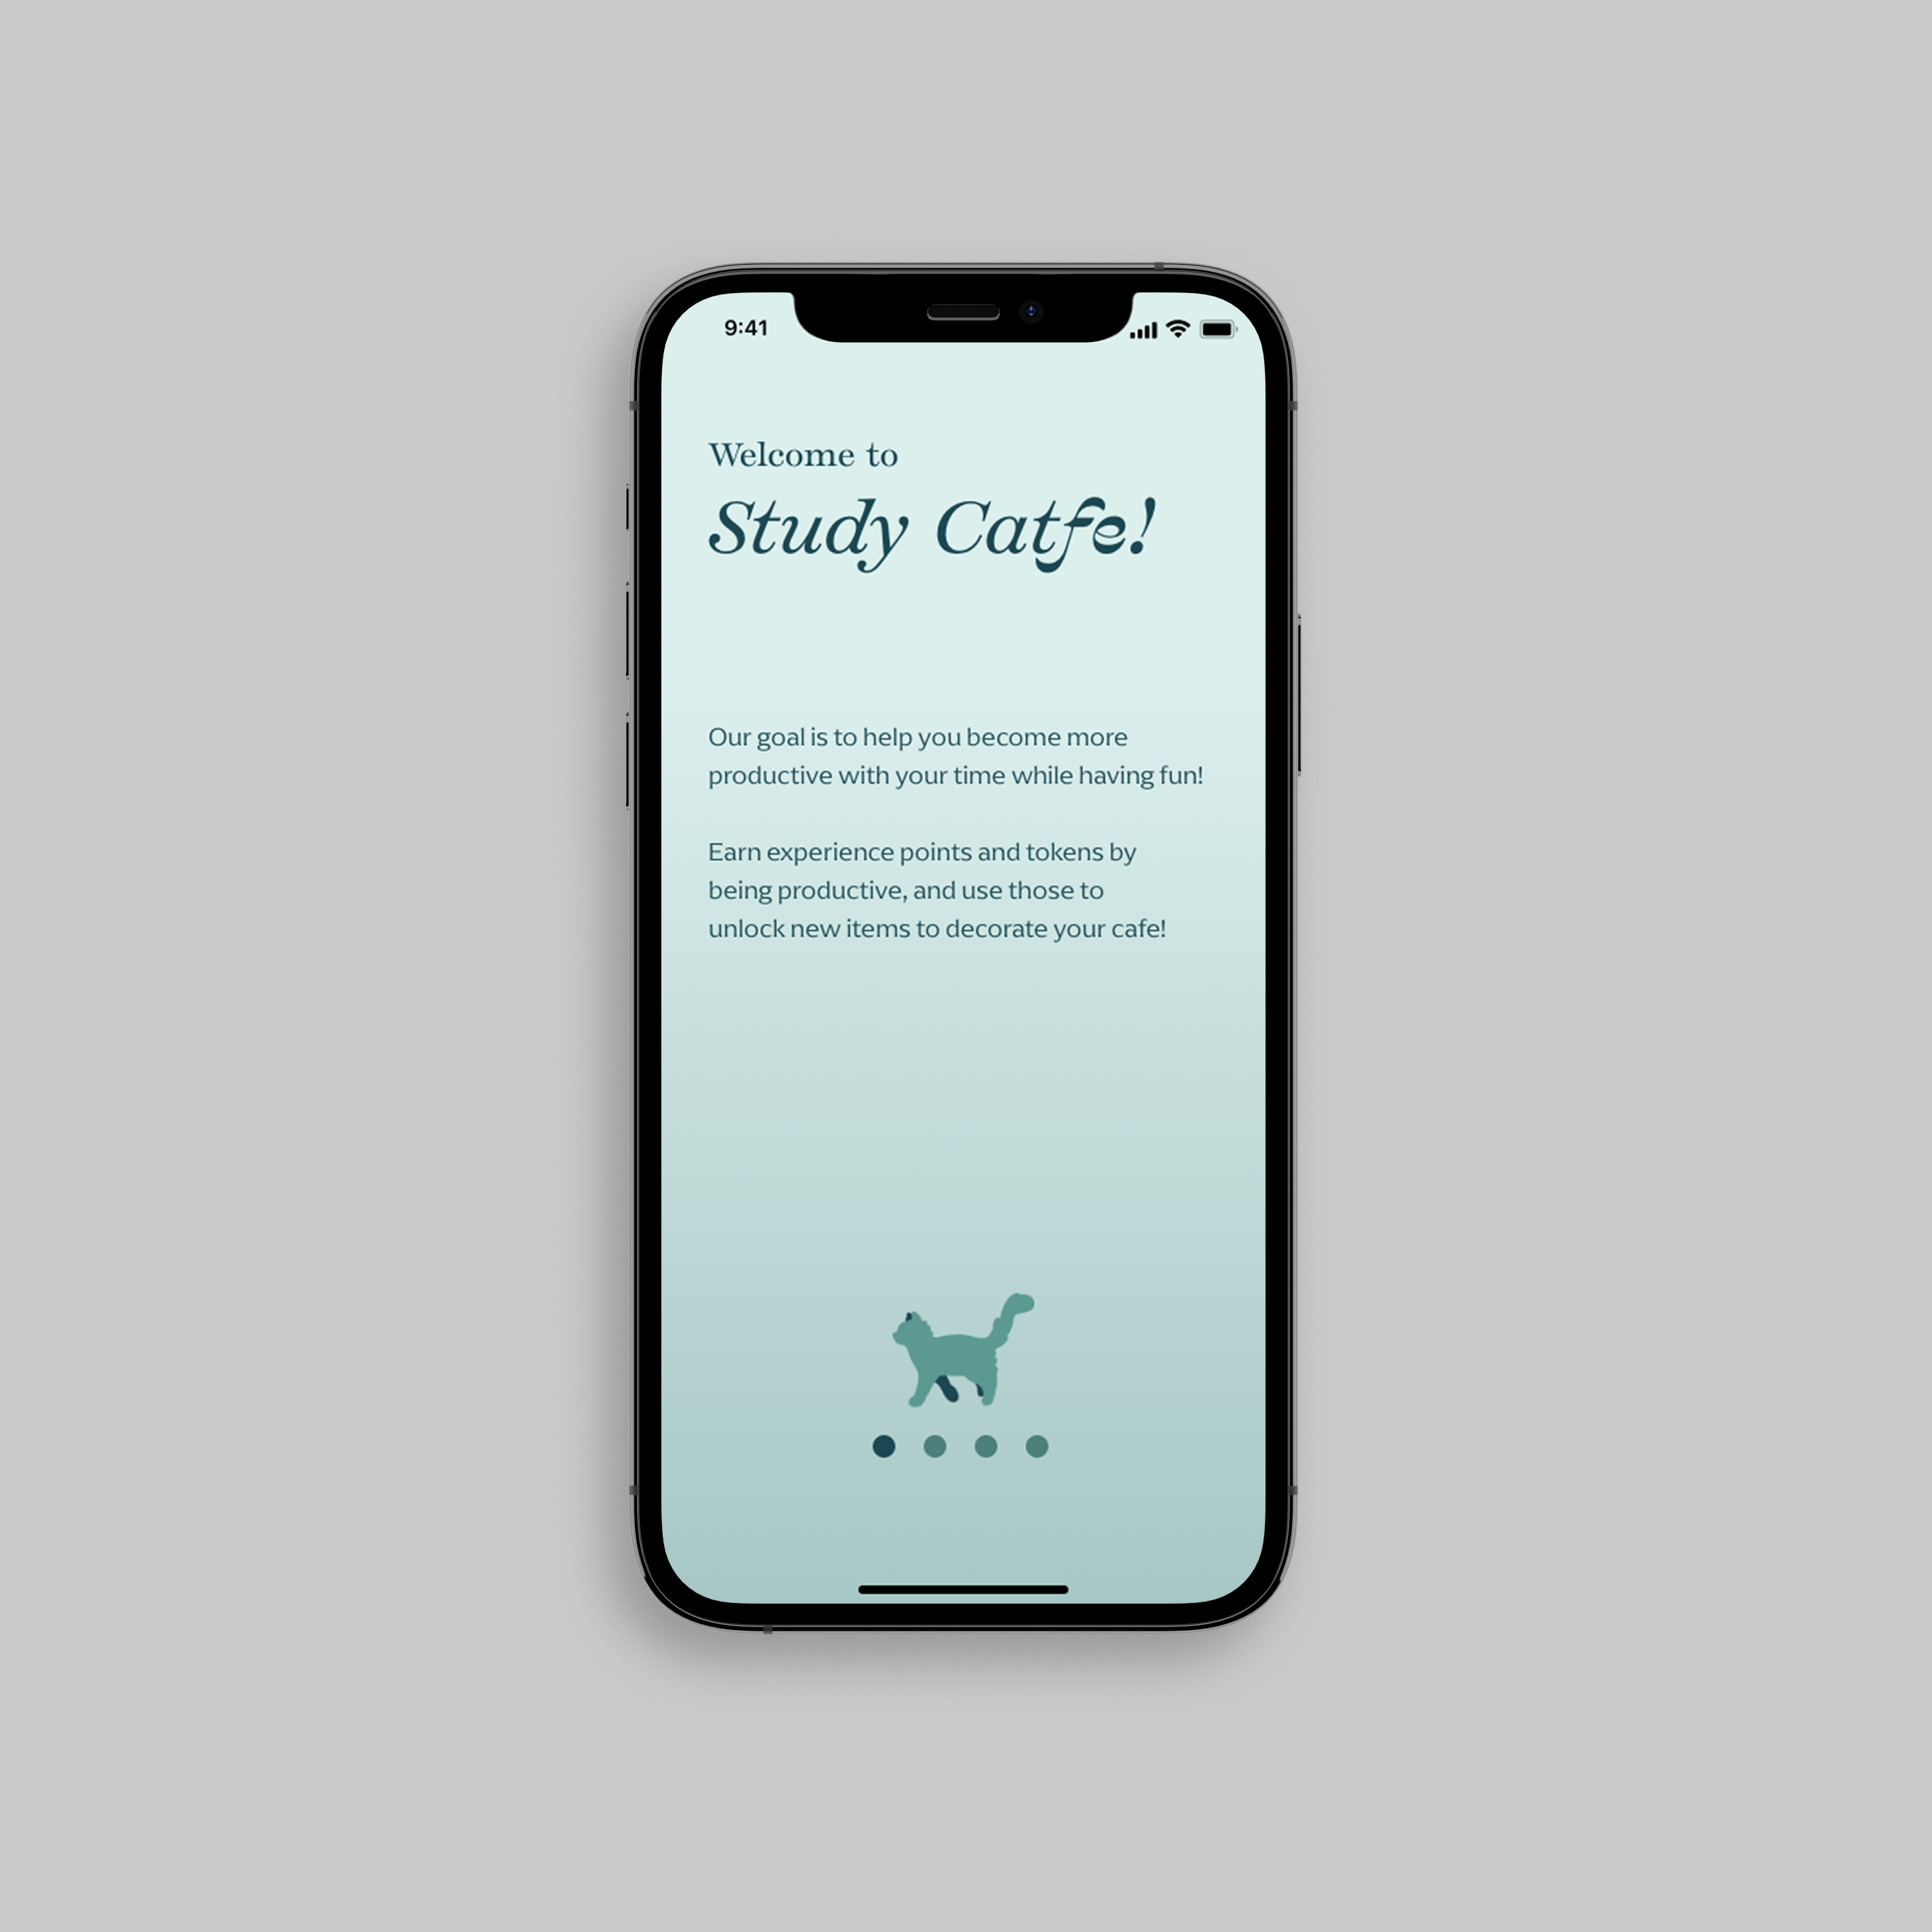 9:41
Welcome to
Study Catfe!
Our goal is to help you become more
productive with your time while having fun!
Earn experience points and tokens by
being productive, and use those to
unlock new items to decorate your cafe!